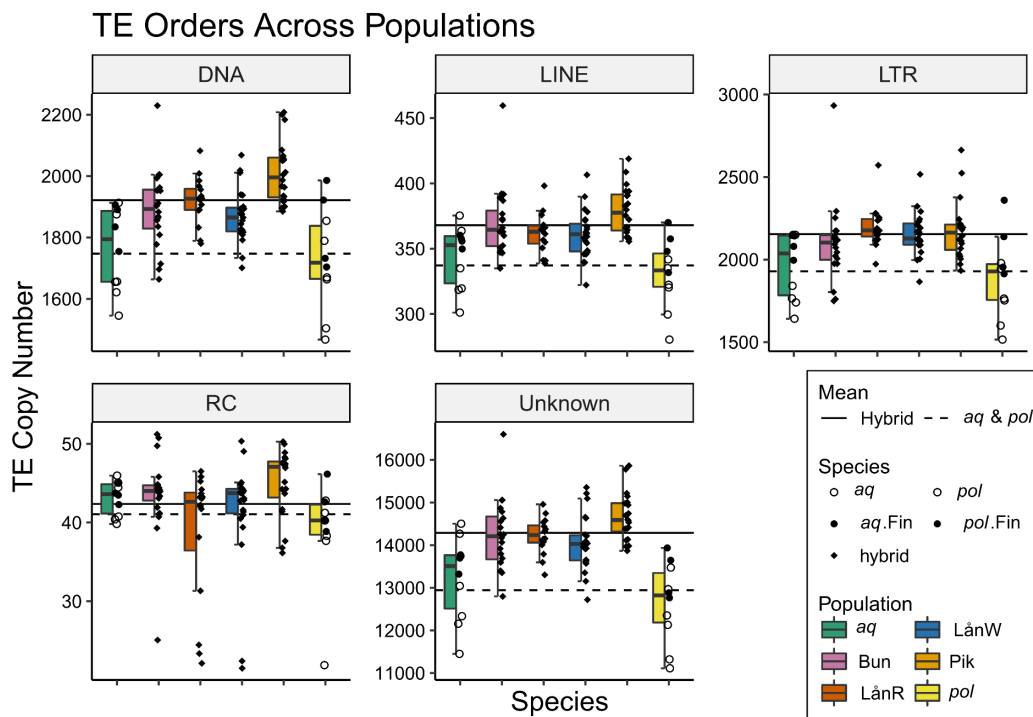 TE Orders Across Populations
DNA
LINE
LTR
2200
2000
1800
1600
450
400
350
300
3000
2500
2000
1500
TE Copy Number
RC
Unknown
50
40
30
16000
15000
14000
13000
12000
11000
Species
Mean
Hybrid
aq & pol
Species
aq
pol
aq.Fin
pol.Fin
hybrid
Population
aq
LånW
Bun
Pik
LånR
pol